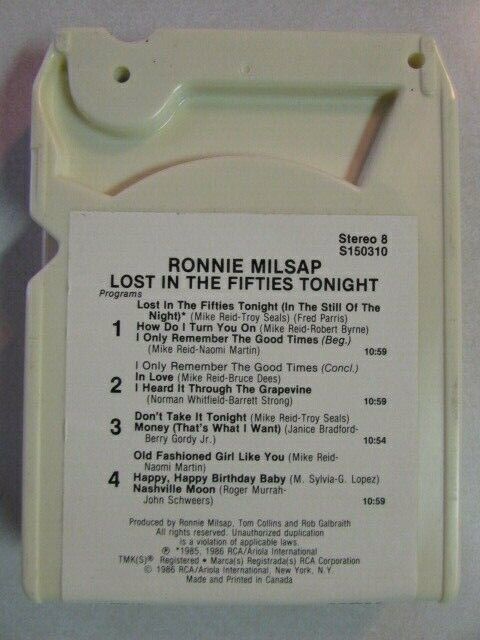 Stereo 8
S150310
RONNIE MILSAP
LOST IN THE FIFTIES TONIGHT
Programs
Lost In The Fifties Tonight (In The Still Of The
Night)* (Mike Reid-Troy Seals) (Fred Parris)
1 How Do I Turn You On (Mike Reid-Robert Byrne)
I Only Remember The Good Times (Beg.)
(Mike Reid-Naomi Martin) 10:59
I Only Remember The Good Times (Concl.)
2 In Love (Mike Reid-Bruce Dees)
I Heard It Through The Grapevine
(Norman Whitfield-Barrett Strong) 10:59
Don't Take It Tonight (Mike Reid-Troy Seals)
3 Money (That's What I Want) (Janice Bradford-
Berry Gordy Jr.) 10:54
Old Fashioned Girl Like You (Mike Reid-
Naomi Martin)
4 Happy, Happy Birthday Baby (M. Sylvia-G. Lopez)
Nashville Moon (Roger Murrah-
John Schweers) 10:59
Produced by Ronnie Milsap, Tom Collins and Rob Galbraith
All rights reserved. Unauthorized duplication
is a violation of applicable laws.
℗ *1985, 1986 RCA/Ariola International
TMK(S)® Registered • Marca(s) Registrada(s) RCA Corporation
© 1986 RCA/Ariola International, New York, N.Y.
Made and Printed in Canada